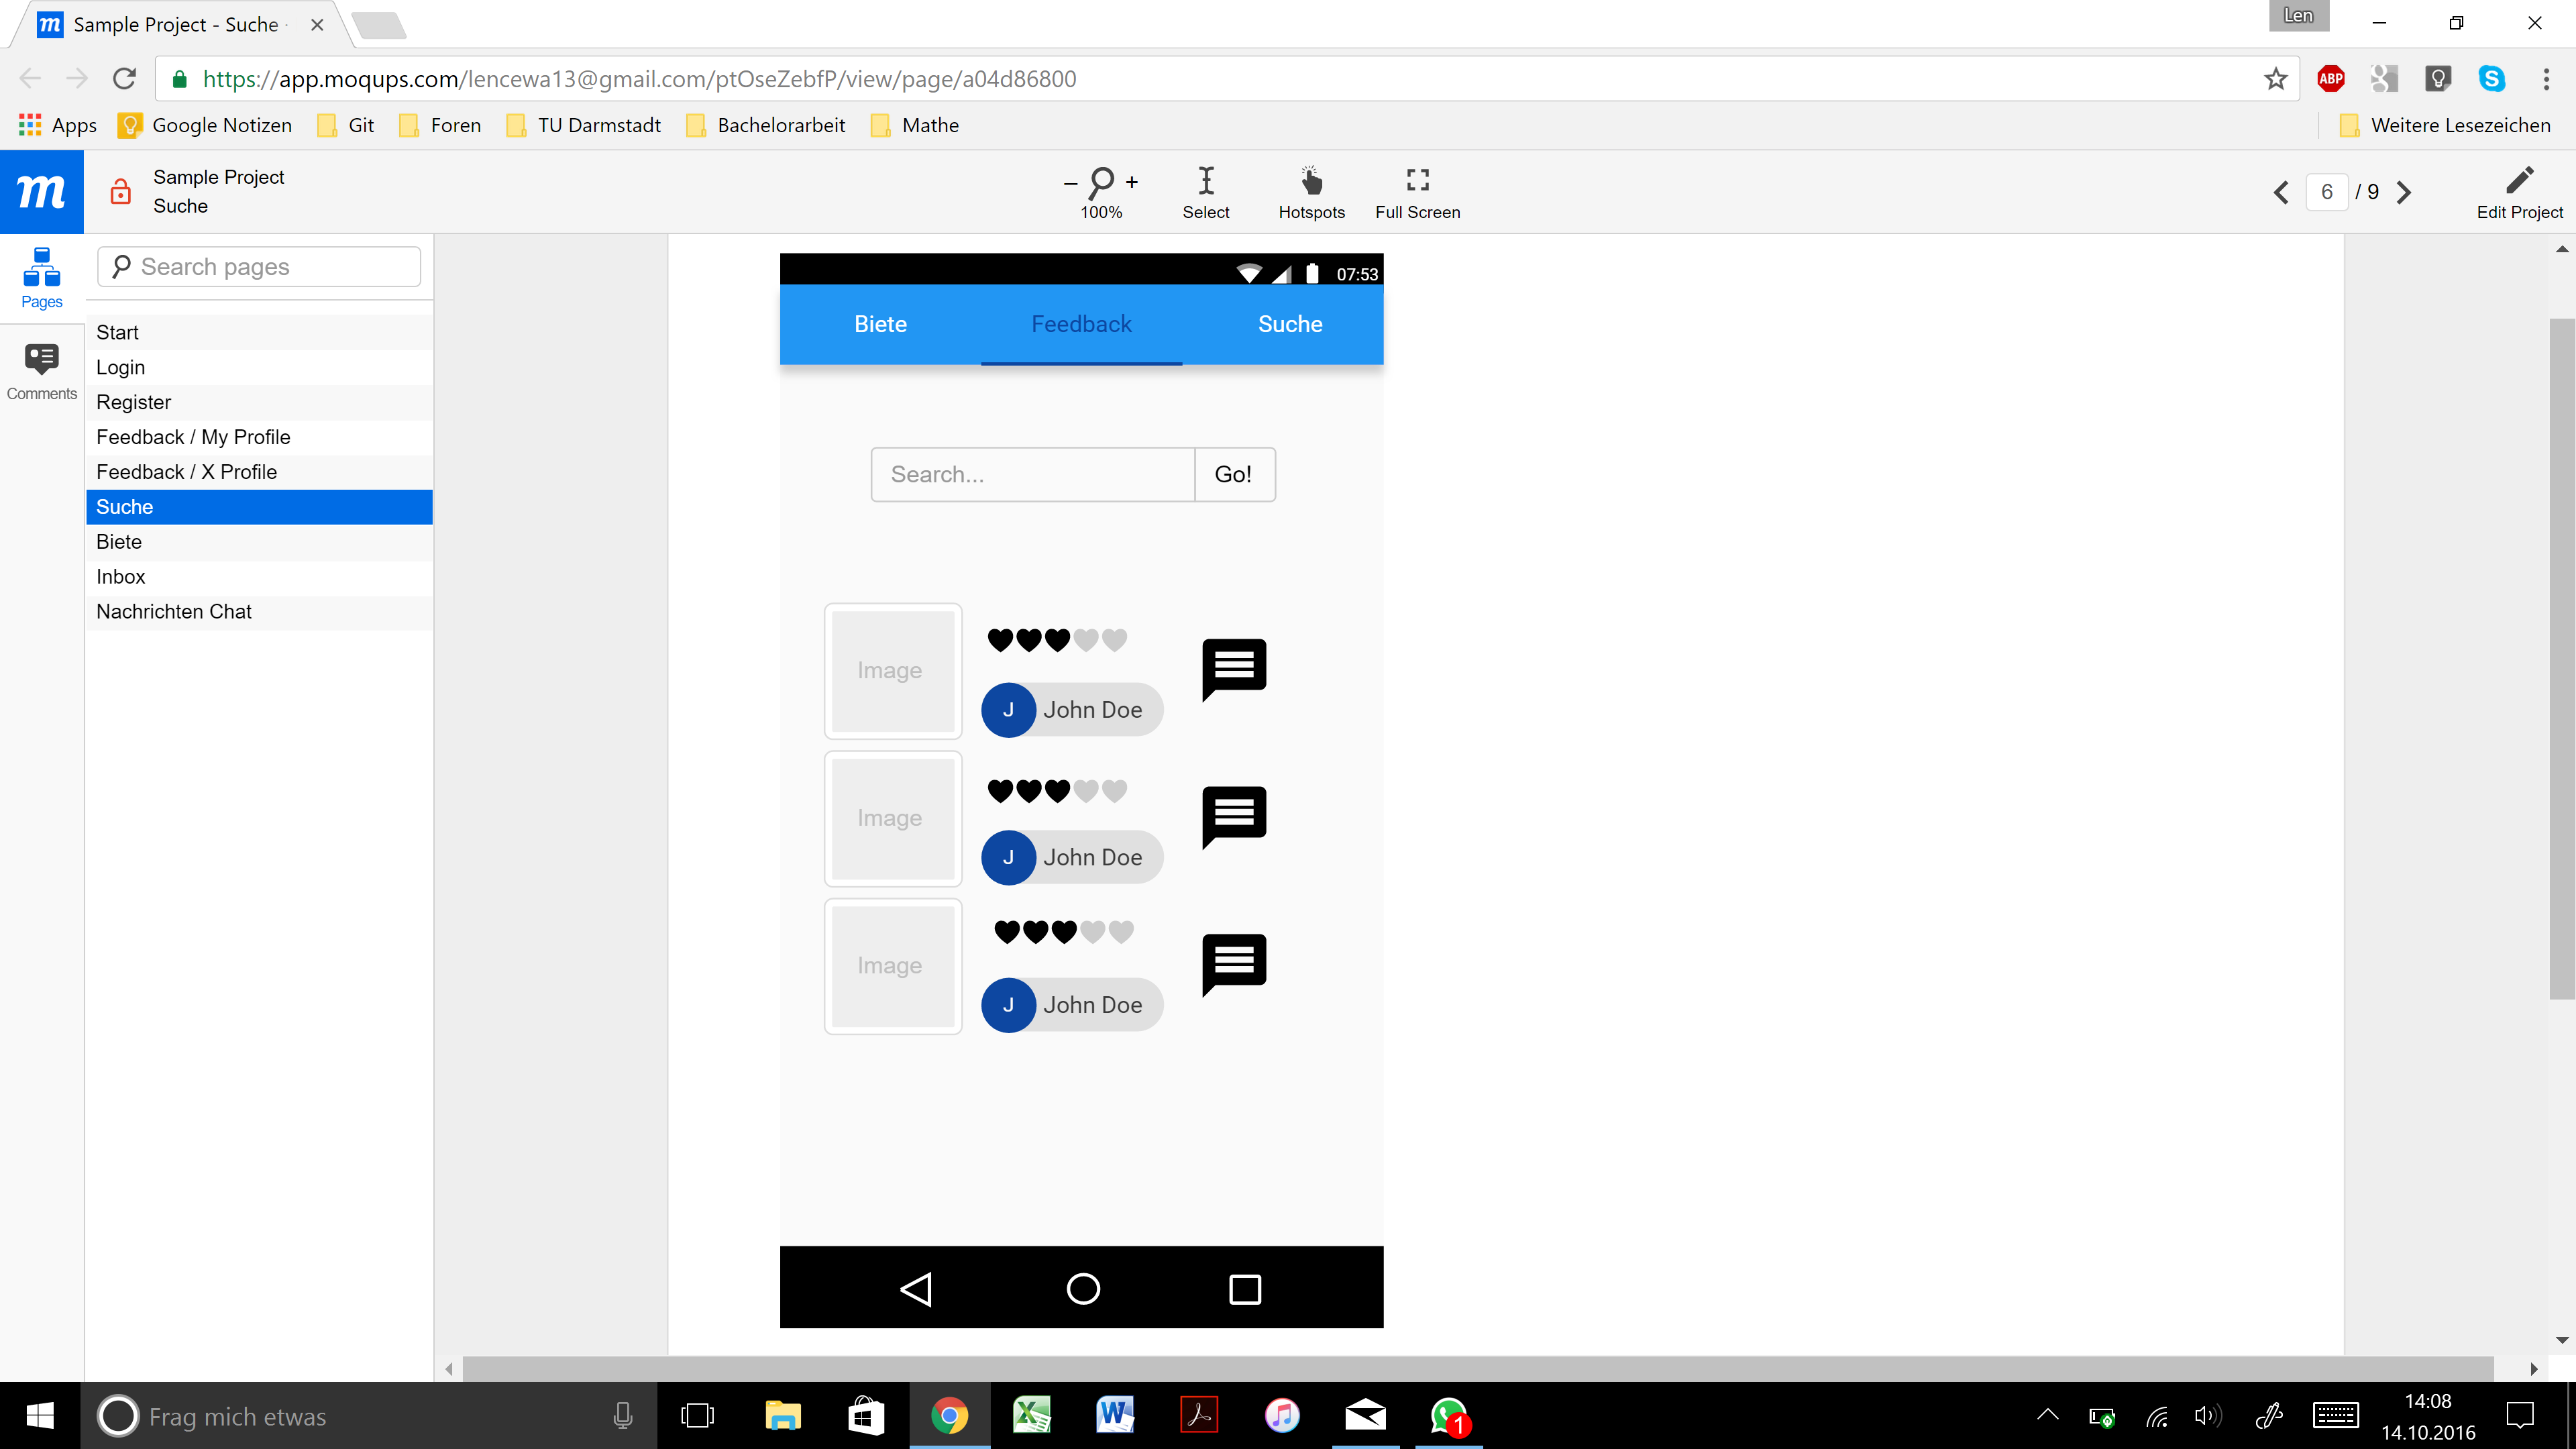 m Sample Project - Suche
Len
https://app.moqups.com/lencewa13@gmail.com/ptOseZebfP/view/page/a04d86800
ABP
S
Apps Google Notizen Git Foren TU Darmstadt Bachelorarbeit Mathe Weitere Lesezeichen
m
Sample Project
Suche
– + 
100% Select Hotspots Full Screen
6 / 9
Edit Project
Pages
Comments
Search pages
Start
Login
Register
Feedback / My Profile
Feedback / X Profile
Suche
Biete
Inbox
Nachrichten Chat
07:53
Biete Feedback Suche
Search... Go!
Image
J John Doe
Image
J John Doe
Image
J John Doe
Frag mich etwas
1
14:08
14.10.2016